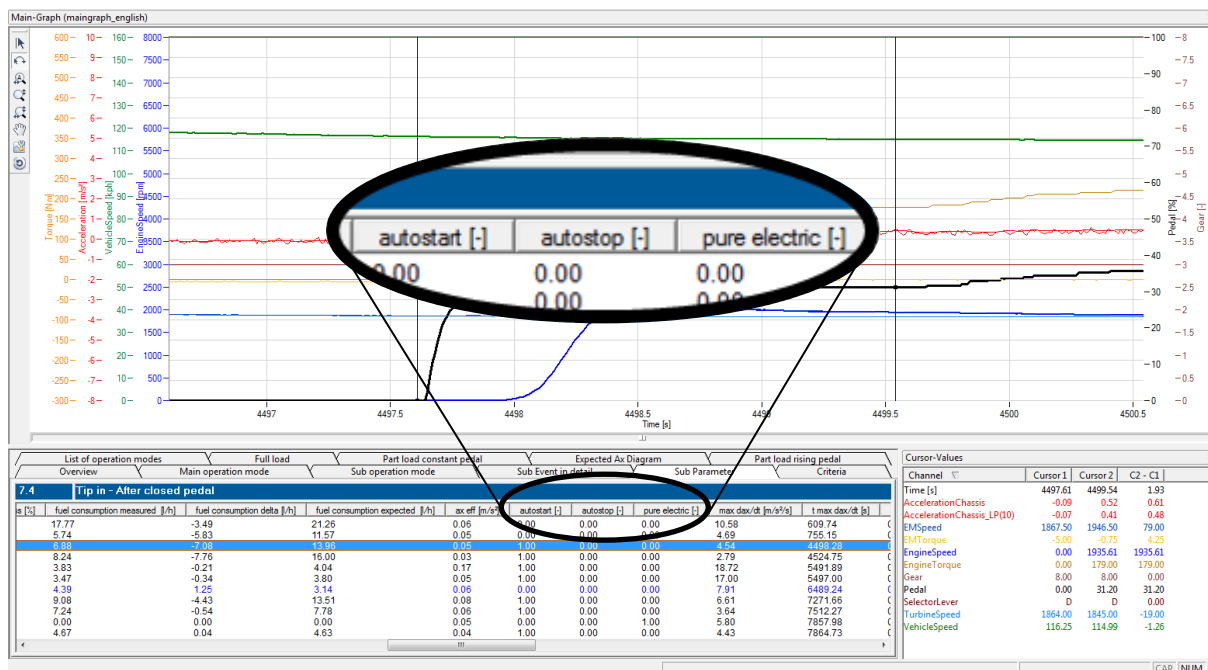 Main-Graph (maingraph_english)
600 10 160 8000 100 8
550 9 150 7500 7.5
500 8 140 7000 90 7
450 7 130 6500 6.5
400 6 120 6000 80 6
350 5 5500 70 5.5
300 4 110 5000 5
250 3 100 4500 60 4.5
200 2 90 4000 50 4
150 1 80 3500 3.5
100 0 70 3000 40 3
50 -1 60 2500 30 2.5
0 -2 50 2000 2
-50 -3 40 1500 20 1.5
-100 -4 30 1000 1
-150 -5 20 500 10 0.5
-200 -6 10 0 0 0
-250 -7 0
-300 -8
Torque [Nm]
Acceleration [m/s²]
VehicleSpeed [kph]
EngineSpeed [rpm]
Pedal [%]
Gear [-]
autostart [-] autostop [-] pure electric [-]
0.00 0.00 0.00
0.00 0.00
4497 4497.5 4498 4498.5 4499 4499.5 4500 4500.5
Time [s]
List of operation modes Full load Part load constant pedal Expected Ax Diagram Part load rising pedal
Overview Main operation mode Sub operation mode Sub Event in detail Sub Parameter Criteria
7.4 Tip in - After closed pedal
[%] fuel consumption measured [l/h] fuel consumption delta [l/h] fuel consumption expected [l/h] ax eff [m/s²] autostart [-] autostop [-] pure electric [-] max dax/dt [m/s²/s] t max dax/dt [s]
17.77 -3.49 21.26 0.06 0.00 0.00 0.00 10.58 609.74
5.74 -5.83 11.57 0.05 0.00 0.00 0.00 4.69 755.15
6.88 -7.08 13.96 0.05 1.00 0.00 0.00 4.54 4498.28
8.24 -7.76 16.00 0.03 1.00 0.00 0.00 2.79 4524.75
3.83 -0.21 4.04 0.17 1.00 0.00 0.00 18.72 5491.89
3.47 -0.34 3.80 0.05 1.00 0.00 0.00 17.00 5497.00
4.39 1.25 3.14 0.06 0.00 0.00 0.00 7.91 6489.24
9.08 -4.43 13.51 0.08 1.00 0.00 0.00 6.61 7271.66
7.24 -0.54 7.78 0.06 1.00 0.00 0.00 3.64 7512.27
0.00 0.00 0.00 0.05 0.00 0.00 1.00 5.80 7857.98
4.67 0.04 4.63 0.04 1.00 0.00 0.00 4.43 7864.73
Cursor-Values
Channel Cursor 1 Cursor 2 C2 - C1
Time [s] 4497.61 4499.54 1.93
AccelerationChassis -0.09 0.52 0.61
AccelerationChassis_LP(10) -0.07 0.41 0.48
EMSpeed 1867.50 1946.50 79.00
EMTorque -5.00 -0.75 4.25
EngineSpeed 0.00 1935.61 1935.61
EngineTorque 0.00 179.00 179.00
Gear 8.00 8.00 0.00
Pedal 0.00 31.20 31.20
SelectorLever D D 0.00
TurbineSpeed 1864.00 1845.00 -19.00
VehicleSpeed 116.25 114.99 -1.26
CAP NUM